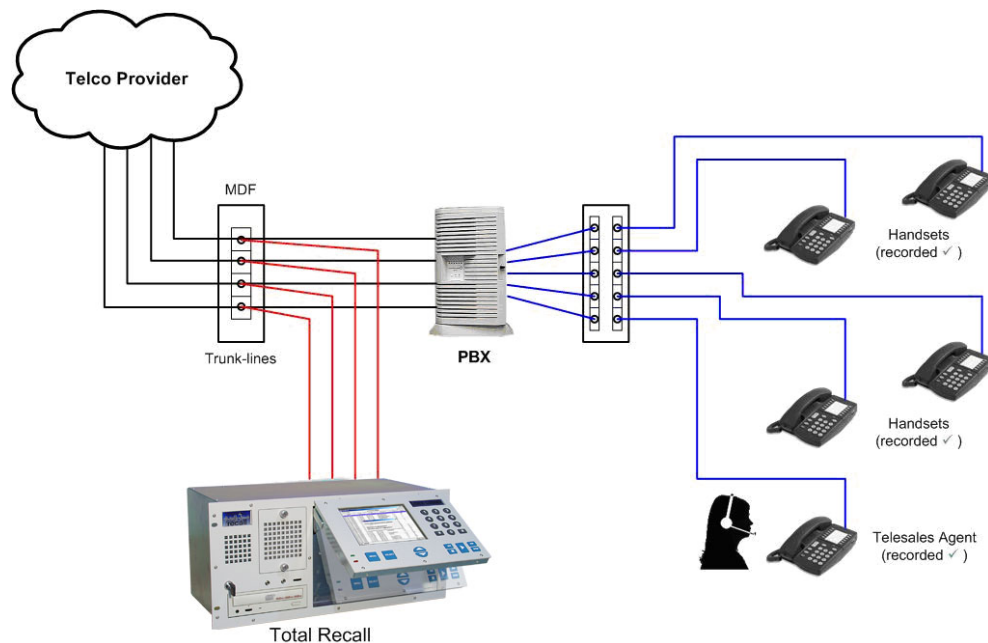 Telco Provider
MDF
Trunk-lines
PBX
Handsets
(recorded ✓ )
Handsets
(recorded ✓ )
Telesales Agent
(recorded ✓ )
Total Recall